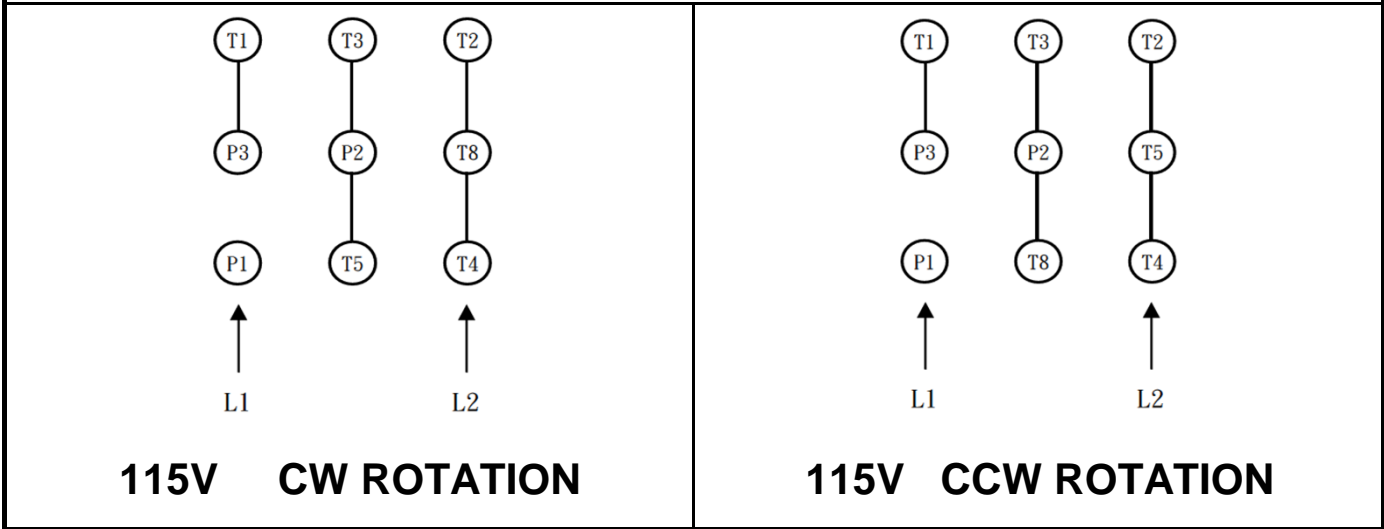 T1 T3 T2
P3 P2 T8
P1 T5 T4
L1 L2
115V CW ROTATION
T1 T3 T2
P3 P2 T5
P1 T8 T4
L1 L2
115V CCW ROTATION